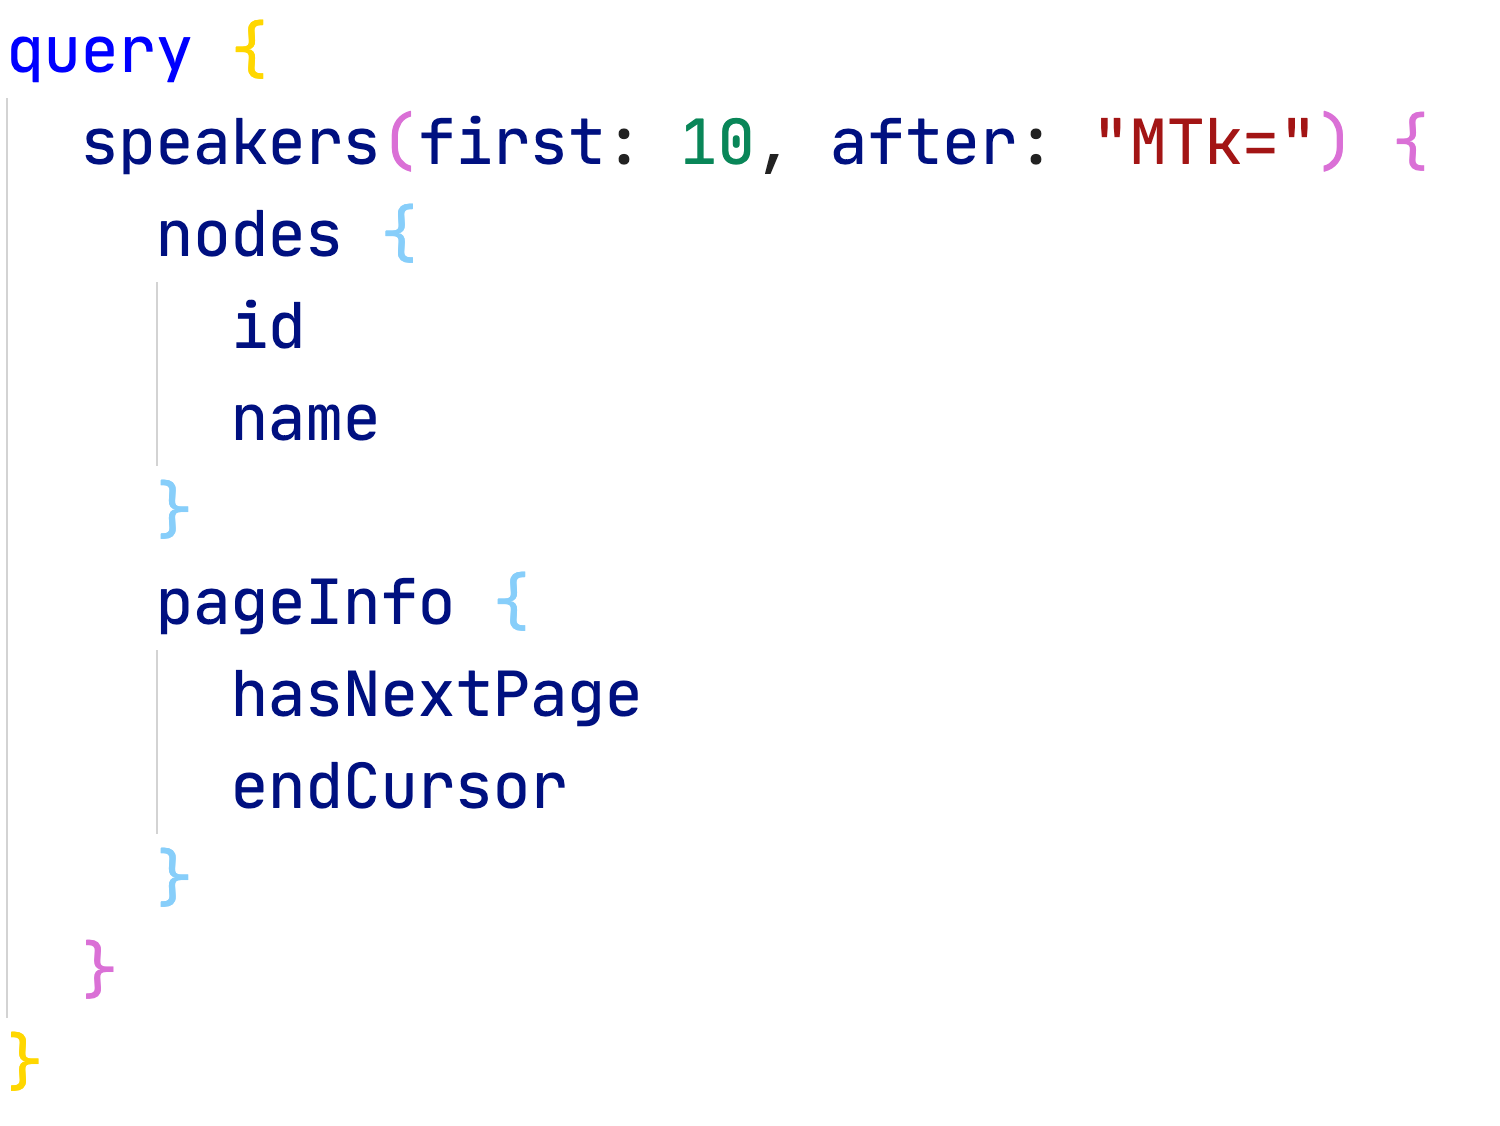 query {
  speakers(first: 10, after: "MTk=") {
    nodes {
      id
      name
    }
    pageInfo {
      hasNextPage
      endCursor
    }
  }
}